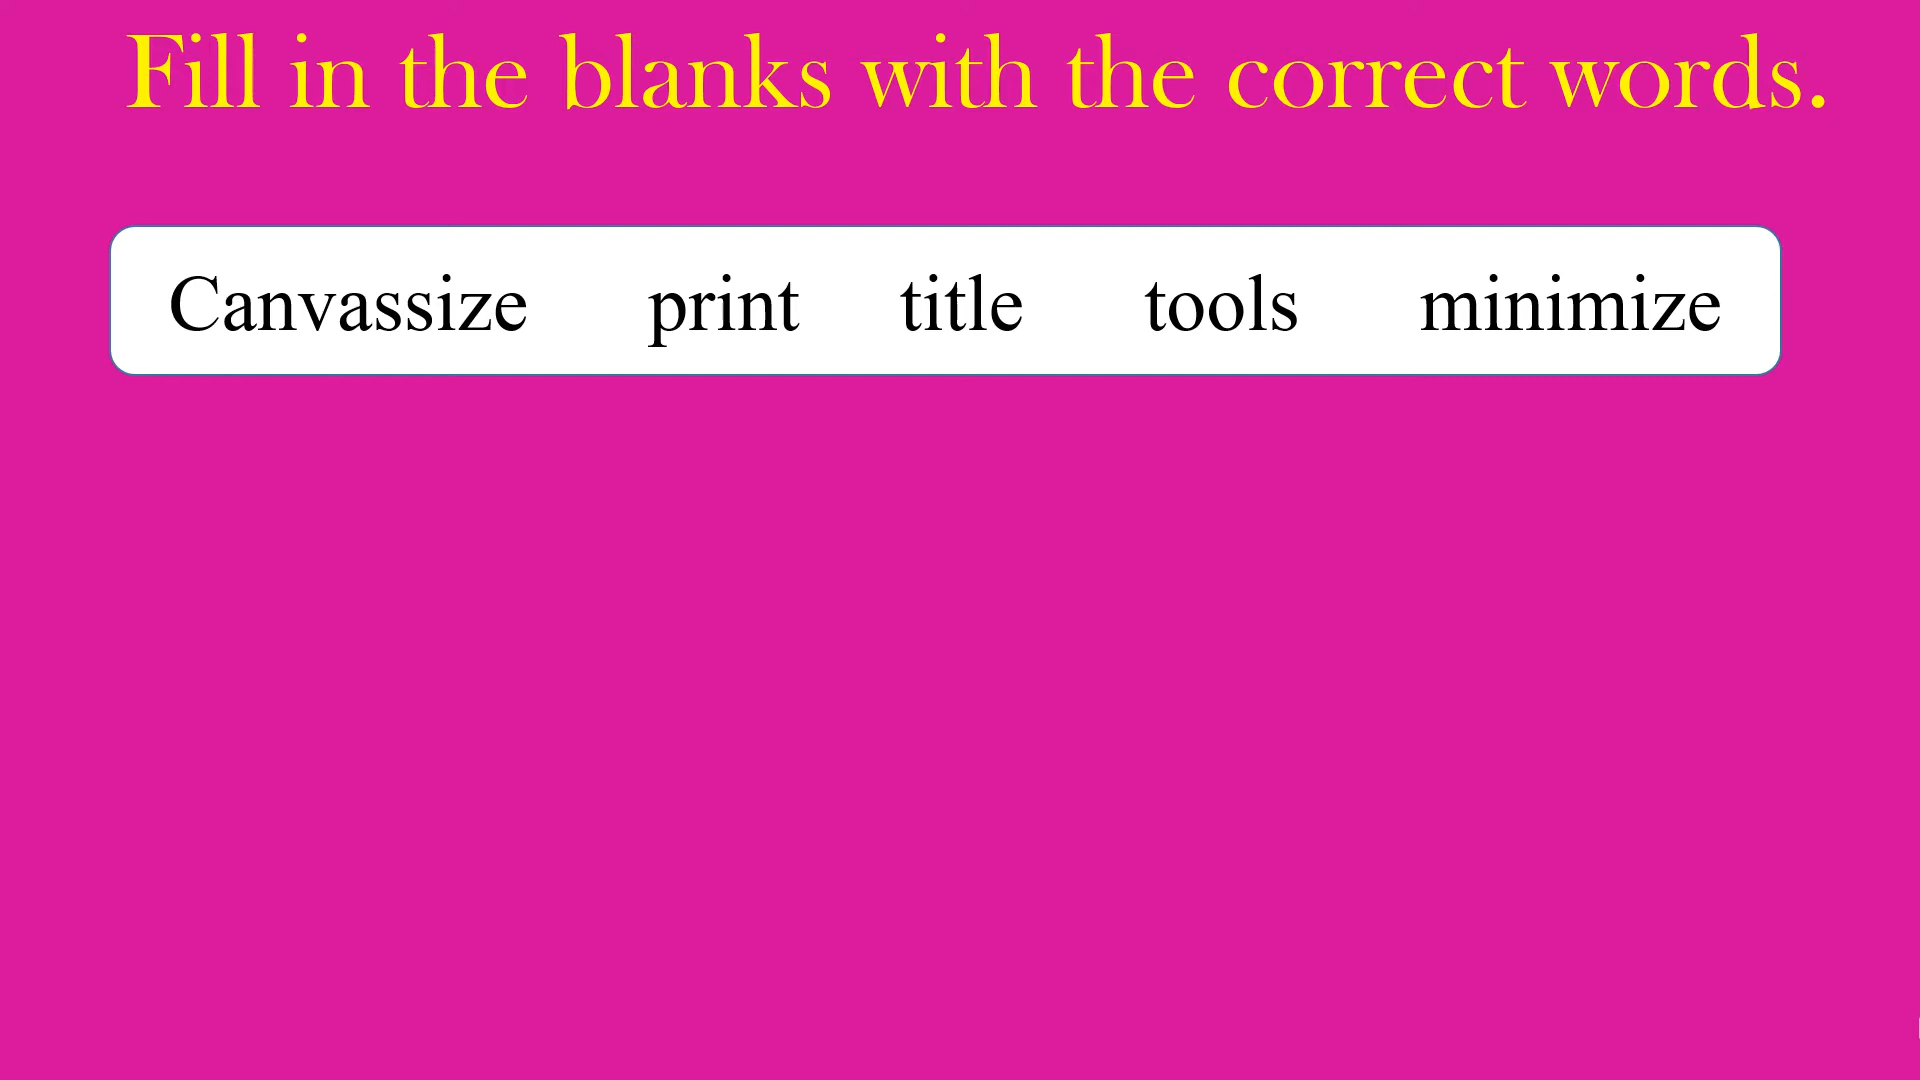 Fill in the blanks with the correct words.
Canvassize print title tools minimize